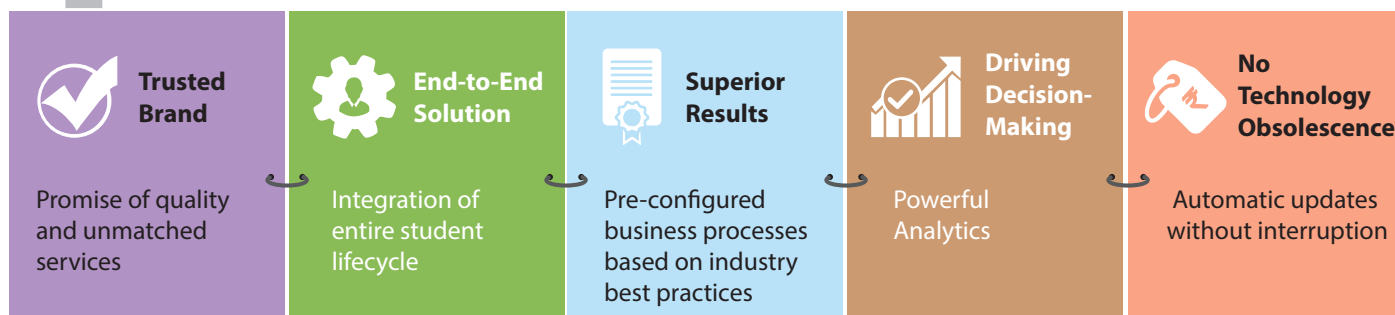 Trusted
Brand
Promise of quality
and unmatched
services
End-to-End
Solution
Integration of
entire student
lifecycle
Superior
Results
Pre-configured
business processes
based on industry
best practices
Driving
Decision-
Making
Powerful
Analytics
No
Technology
Obsolescence
Automatic updates
without interruption